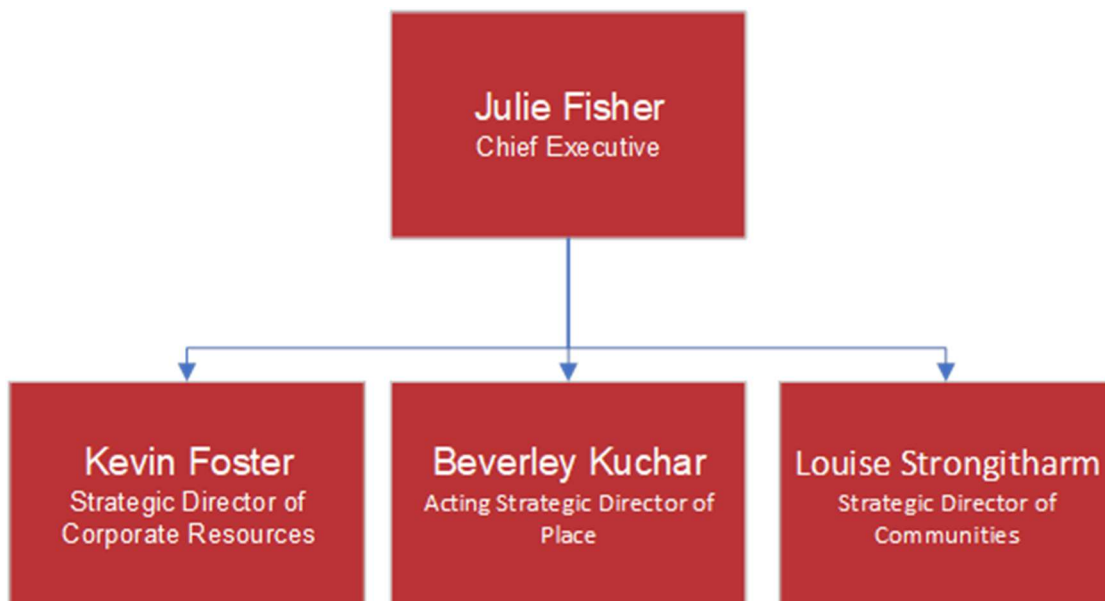 Julie Fisher
Chief Executive
Kevin Foster
Strategic Director of
Corporate Resources
Beverley Kuchar
Acting Strategic Director of
Place
Louise Strongitharm
Strategic Director of
Communities